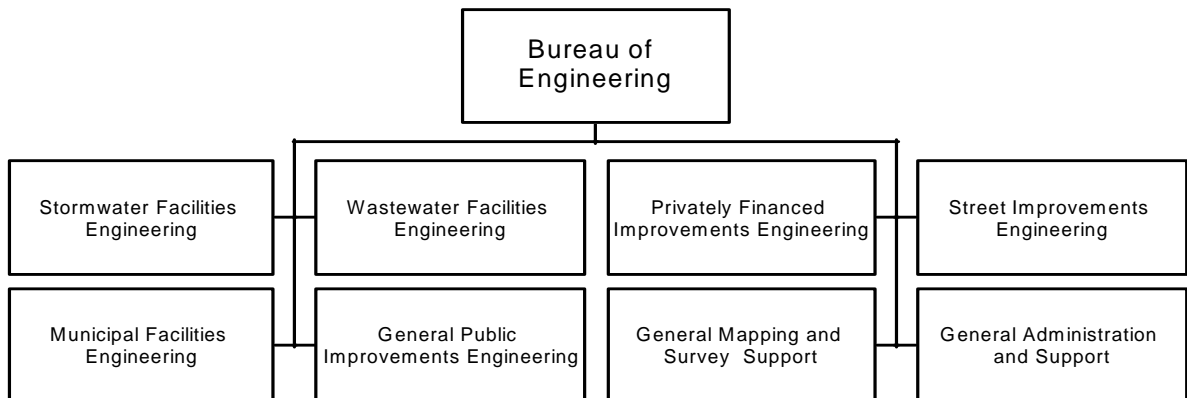 Bureau of
Engineering
Stormwater Facilities
Engineering
Wastewater Facilities
Engineering
Privately Financed
Improvements Engineering
Street Improvements
Engineering
Municipal Facilities
Engineering
General Public
Improvements Engineering
General Mapping and
Survey Support
General Administration
and Support